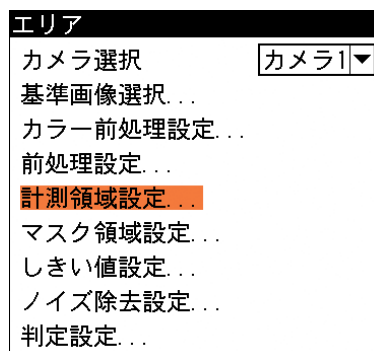 エリア
カメラ選択 カメラ1
基準画像選択...
カラー前処理設定...
前処理設定...
計測領域設定...
マスク領域設定...
しきい値設定...
ノイズ除去設定...
判定設定...